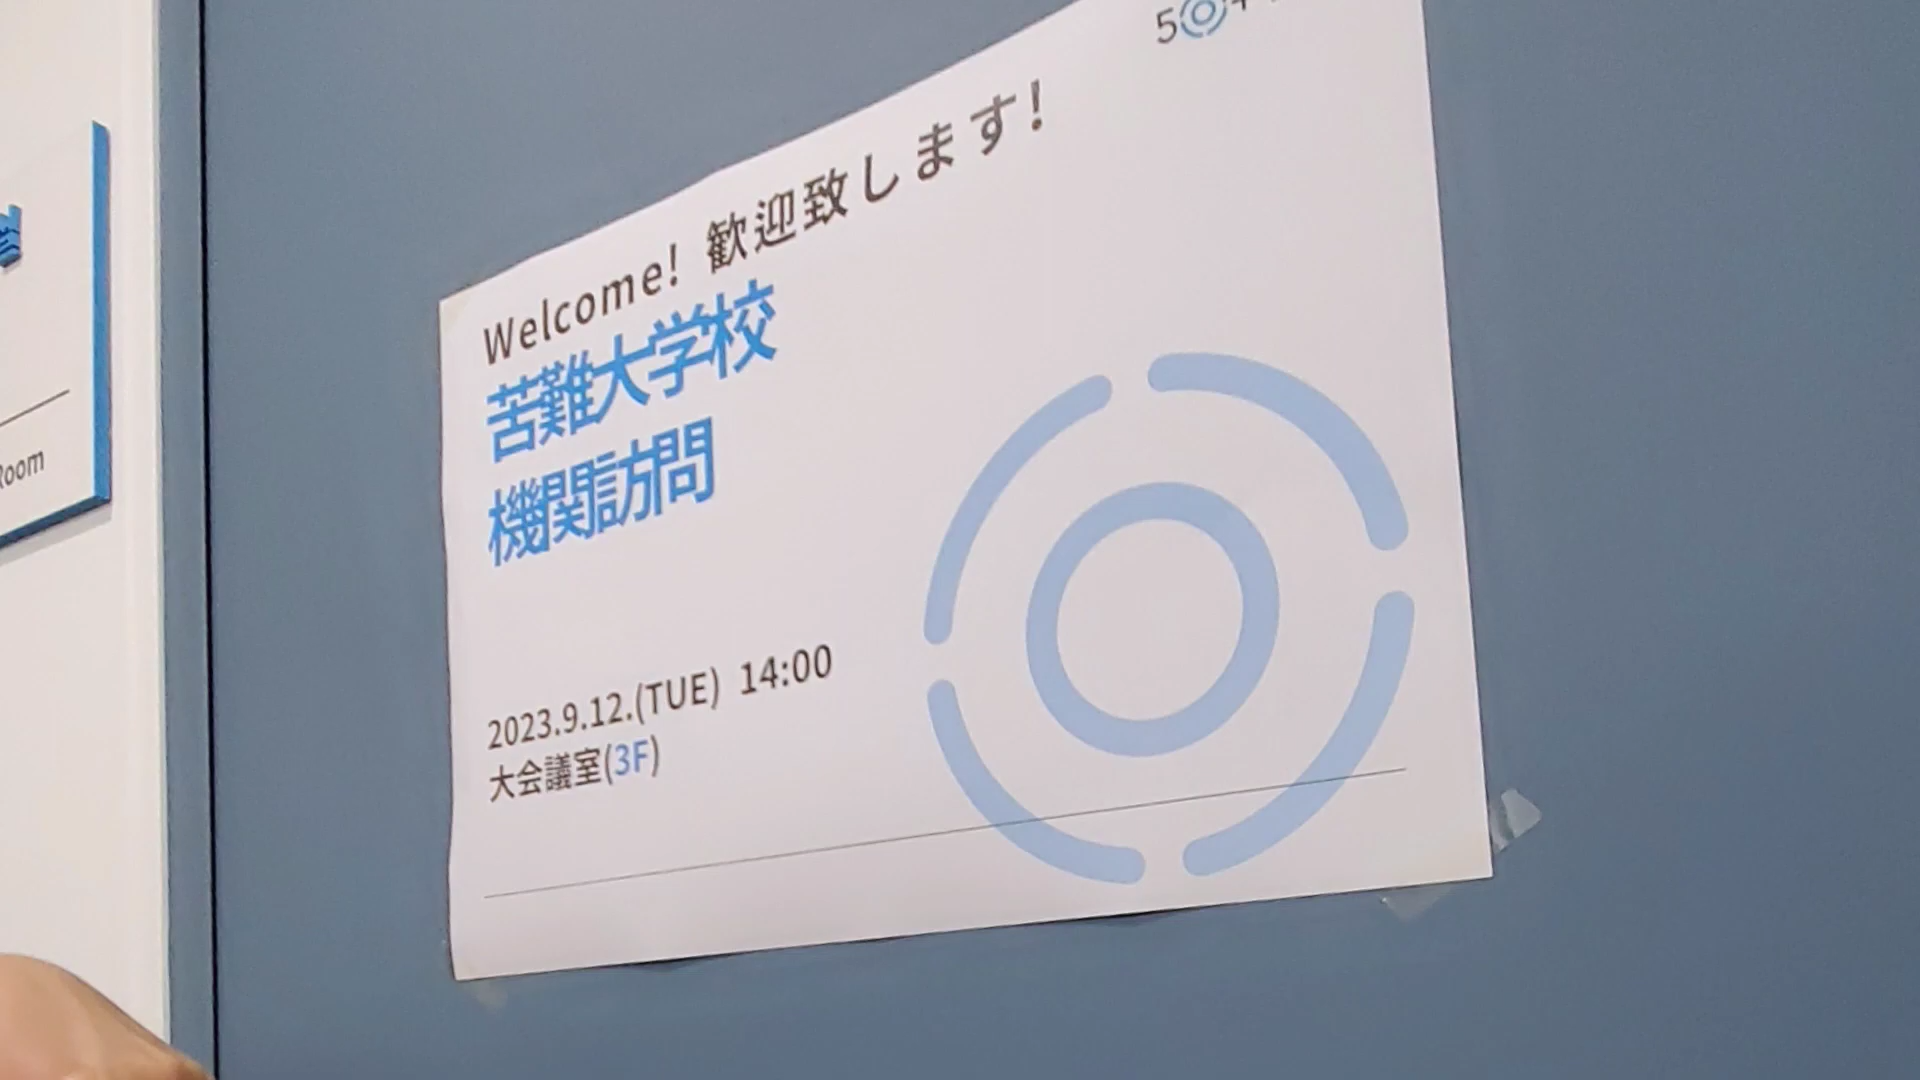 Welcome! 歓迎致します!
苦難大学校
機関訪問
2023.9.12.(TUE) 14:00
大会議室(3F)
Room